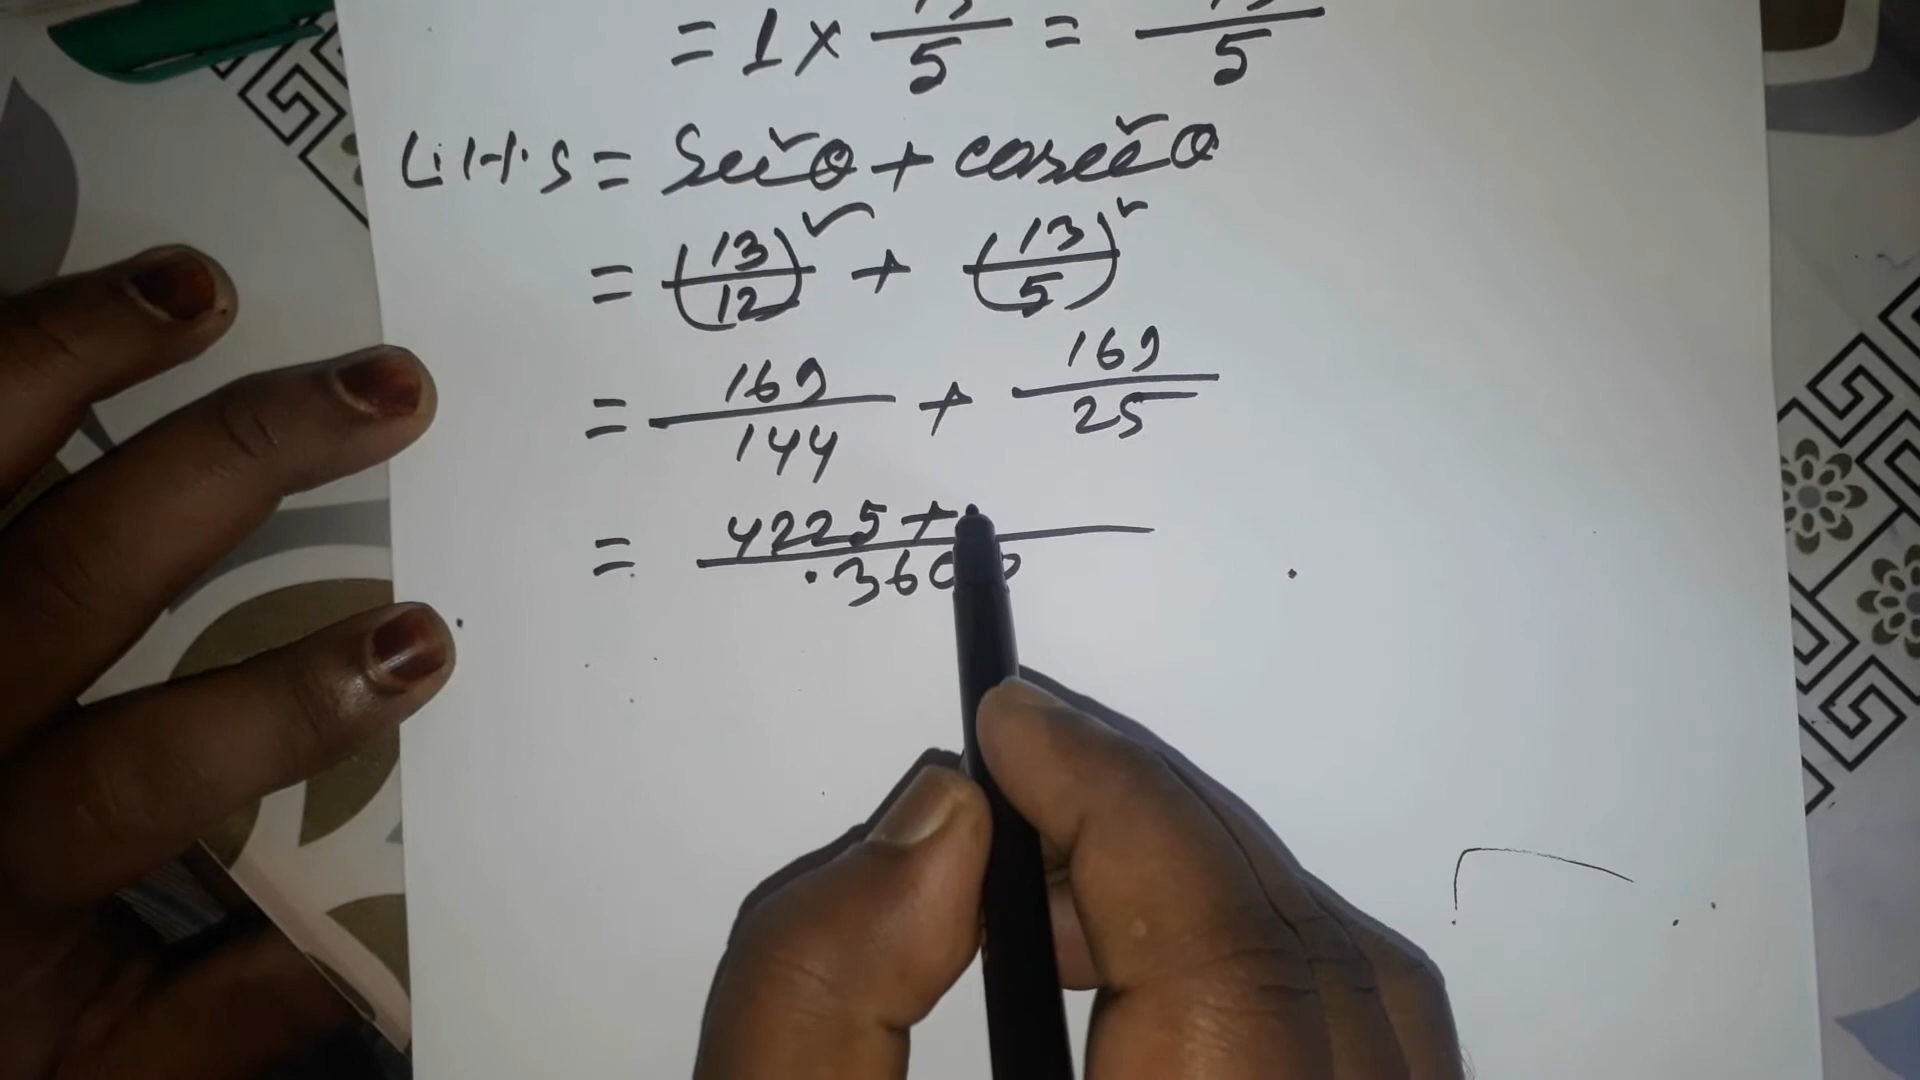 = 1 × 13/5 = 13/5
L.H.S = Sec²θ + cosec²θ
= (13/12)² + (13/5)²
= 169/144 + 169/25
= 4225 + / 3600